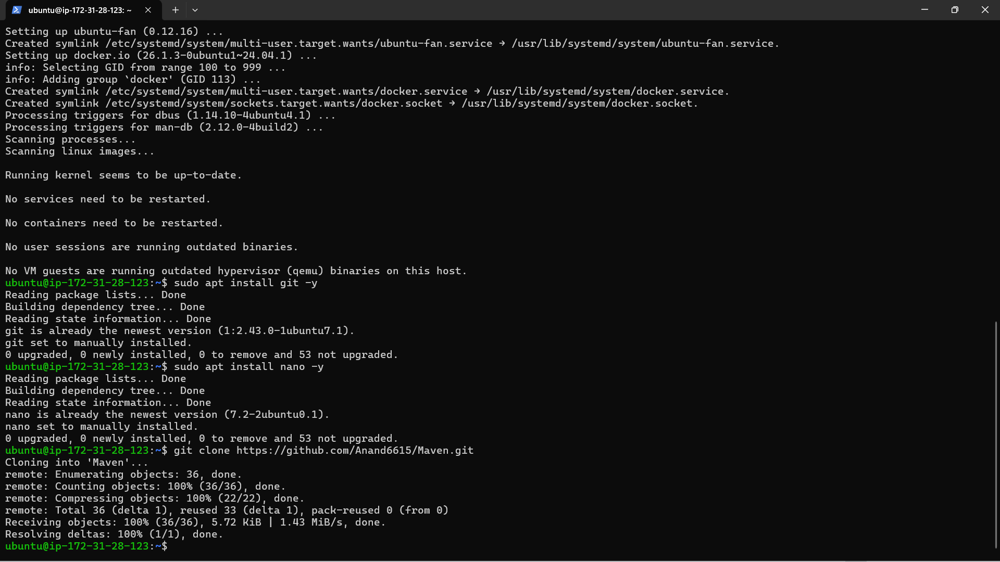 ubuntu@ip-172-31-28-123: ~
Setting up ubuntu-fan (0.12.16) ...
Created symlink /etc/systemd/system/multi-user.target.wants/ubuntu-fan.service → /usr/lib/systemd/system/ubuntu-fan.service.
Setting up docker.io (26.1.3-0ubuntu1~24.04.1) ...
info: Selecting GID from range 100 to 999 ...
info: Adding group `docker' (GID 113) ...
Created symlink /etc/systemd/system/multi-user.target.wants/docker.service → /usr/lib/systemd/system/docker.service.
Created symlink /etc/systemd/system/sockets.target.wants/docker.socket → /usr/lib/systemd/system/docker.socket.
Processing triggers for dbus (1.14.10-4ubuntu4.1) ...
Processing triggers for man-db (2.12.0-4build2) ...
Scanning processes...
Scanning linux images...
Running kernel seems to be up-to-date.
No services need to be restarted.
No containers need to be restarted.
No user sessions are running outdated binaries.
No VM guests are running outdated hypervisor (qemu) binaries on this host.
ubuntu@ip-172-31-28-123:~$ sudo apt install git -y
Reading package lists... Done
Building dependency tree... Done
Reading state information... Done
git is already the newest version (1:2.43.0-1ubuntu7.1).
git set to manually installed.
0 upgraded, 0 newly installed, 0 to remove and 53 not upgraded.
ubuntu@ip-172-31-28-123:~$ sudo apt install nano -y
Reading package lists... Done
Building dependency tree... Done
Reading state information... Done
nano is already the newest version (7.2-2ubuntu0.1).
nano set to manually installed.
0 upgraded, 0 newly installed, 0 to remove and 53 not upgraded.
ubuntu@ip-172-31-28-123:~$ git clone https://github.com/Anand6615/Maven.git
Cloning into 'Maven'...
remote: Enumerating objects: 36, done.
remote: Counting objects: 100% (36/36), done.
remote: Compressing objects: 100% (22/22), done.
remote: Total 36 (delta 1), reused 33 (delta 1), pack-reused 0 (from 0)
Receiving objects: 100% (36/36), 5.72 KiB | 1.43 MiB/s, done.
Resolving deltas: 100% (1/1), done.
ubuntu@ip-172-31-28-123:~$